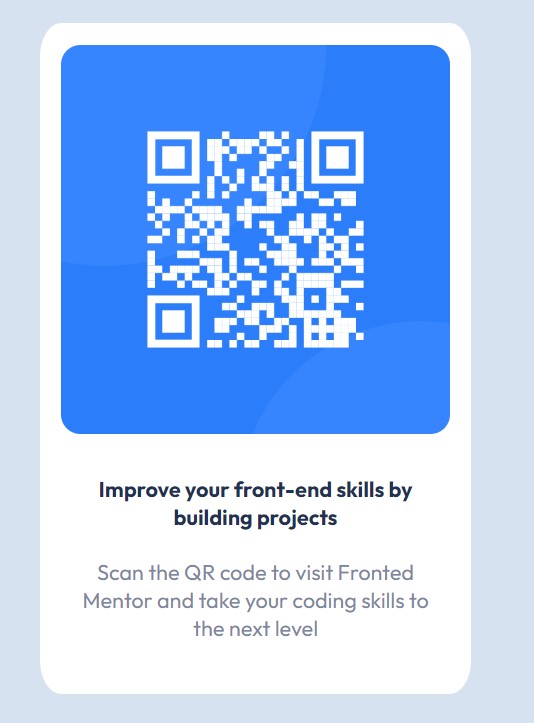 Improve your front-end skills by
building projects
Scan the QR code to visit Fronted
Mentor and take your coding skills to
the next level